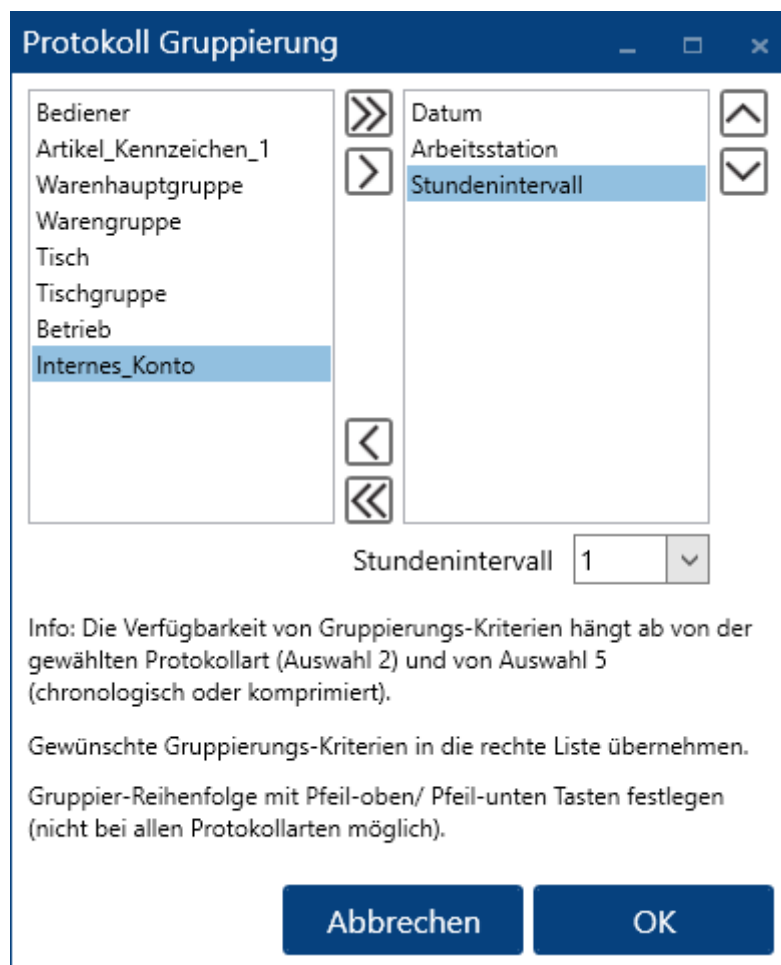 Protokoll Gruppierung
Bediener
Artikel_Kennzeichen_1
Warenhauptgruppe
Warengruppe
Tisch
Tischgruppe
Betrieb
Internes_Konto
Datum
Arbeitsstation
Stundenintervall
Stundenintervall 1
Info: Die Verfügbarkeit von Gruppierungs-Kriterien hängt ab von der
gewählten Protokollart (Auswahl 2) und von Auswahl 5
(chronologisch oder komprimiert).
Gewünschte Gruppierungs-Kriterien in die rechte Liste übernehmen.
Gruppier-Reihenfolge mit Pfeil-oben/ Pfeil-unten Tasten festlegen
(nicht bei allen Protokollarten möglich).
Abbrechen OK